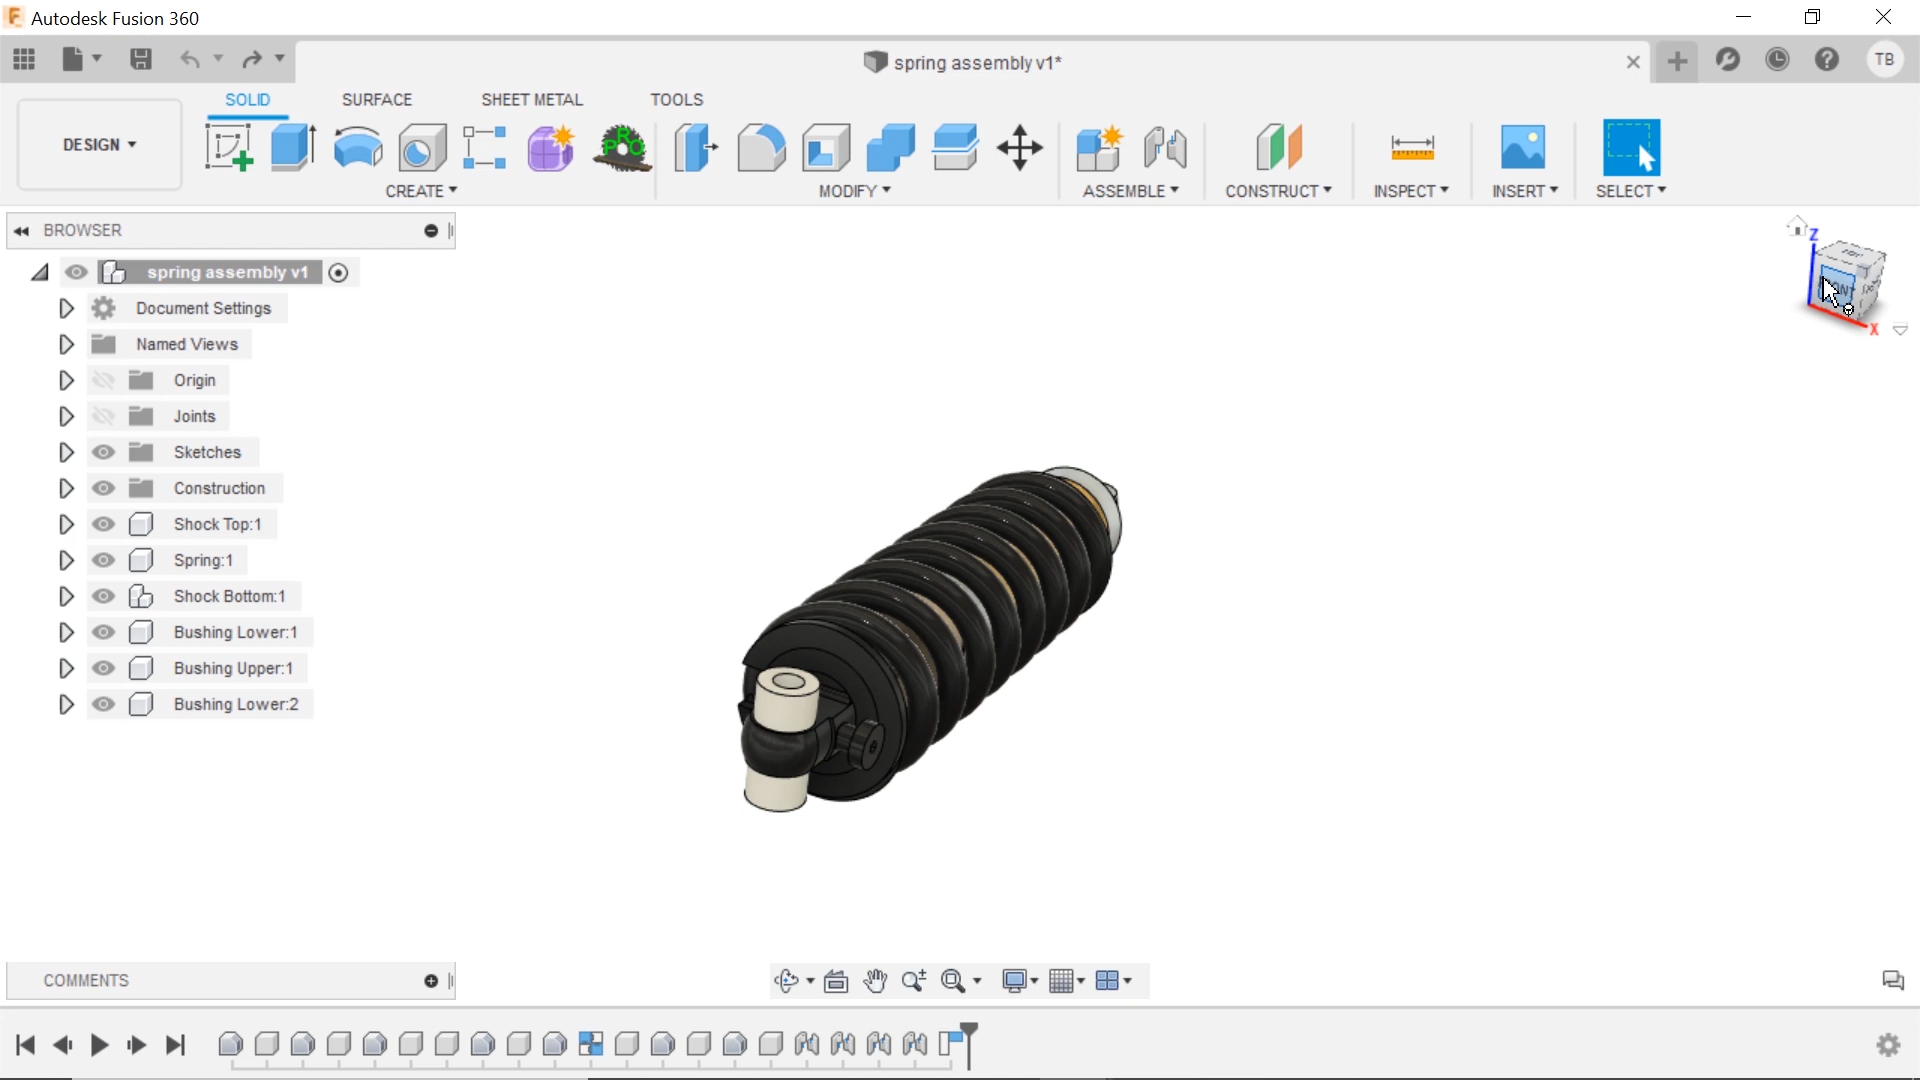 Autodesk Fusion 360
spring assembly v1*
TB
SOLID
SURFACE
SHEET METAL
TOOLS
DESIGN
CREATE
MODIFY
ASSEMBLE
CONSTRUCT
INSPECT
INSERT
SELECT
BROWSER
spring assembly v1
Document Settings
Named Views
Origin
Joints
Sketches
Construction
Shock Top:1
Spring:1
Shock Bottom:1
Bushing Lower:1
Bushing Upper:1
Bushing Lower:2
Z
X
COMMENTS